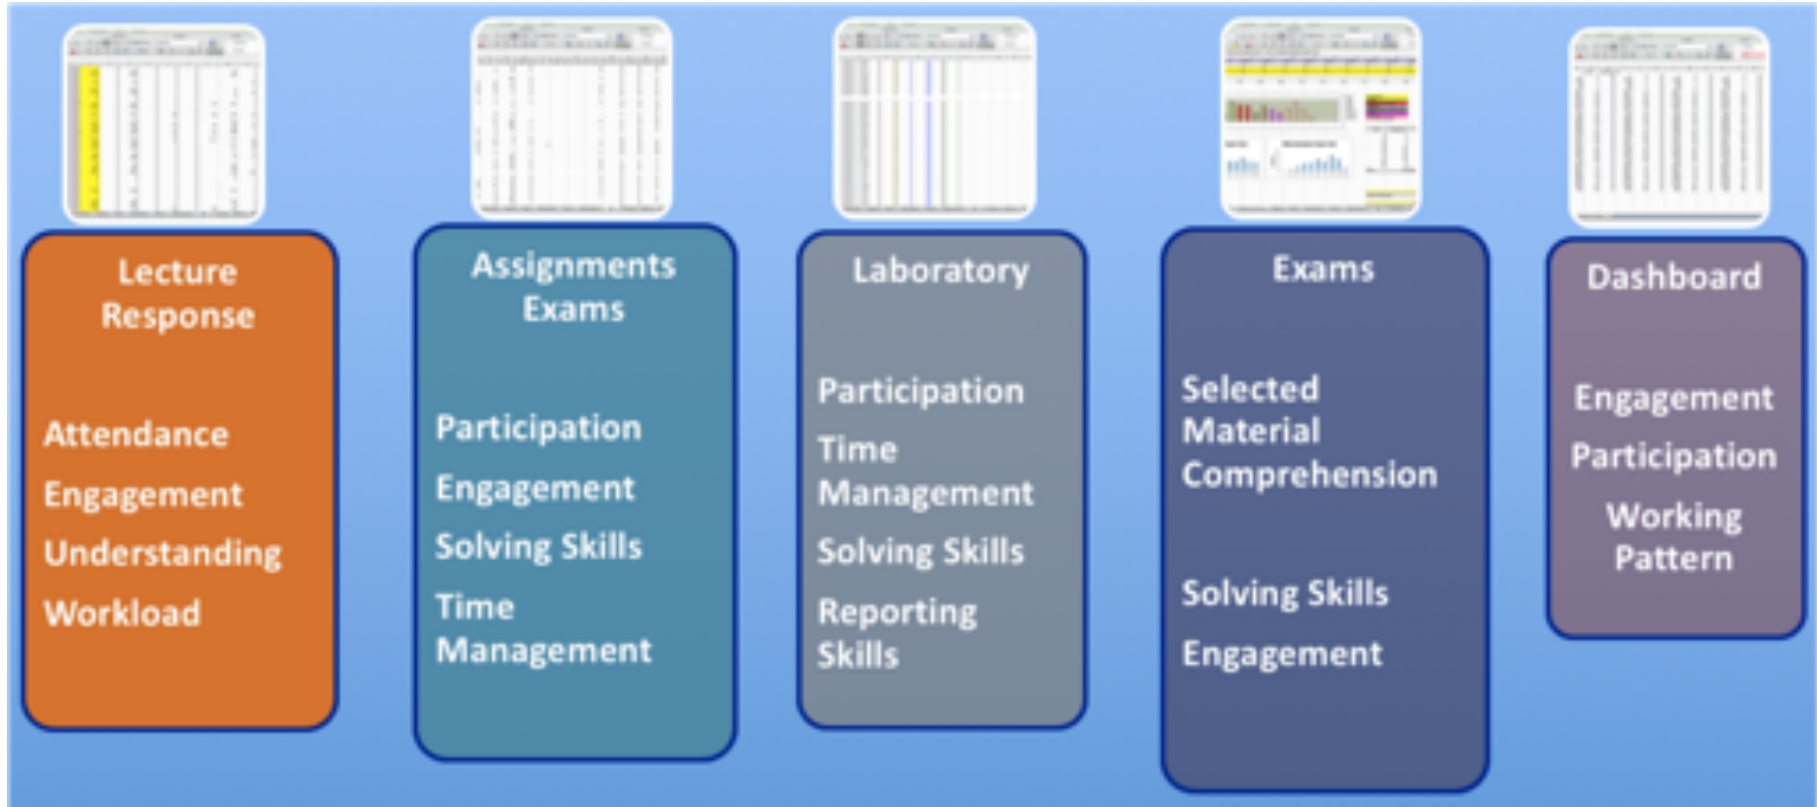 Lecture
Response
Attendance
Engagement
Understanding
Workload
Assignments
Exams
Participation
Engagement
Solving Skills
Time
Management
Laboratory
Participation
Time
Management
Solving Skills
Reporting
Skills
Exams
Selected
Material
Comprehension
Solving Skills
Engagement
Dashboard
Engagement
Participation
Working
Pattern